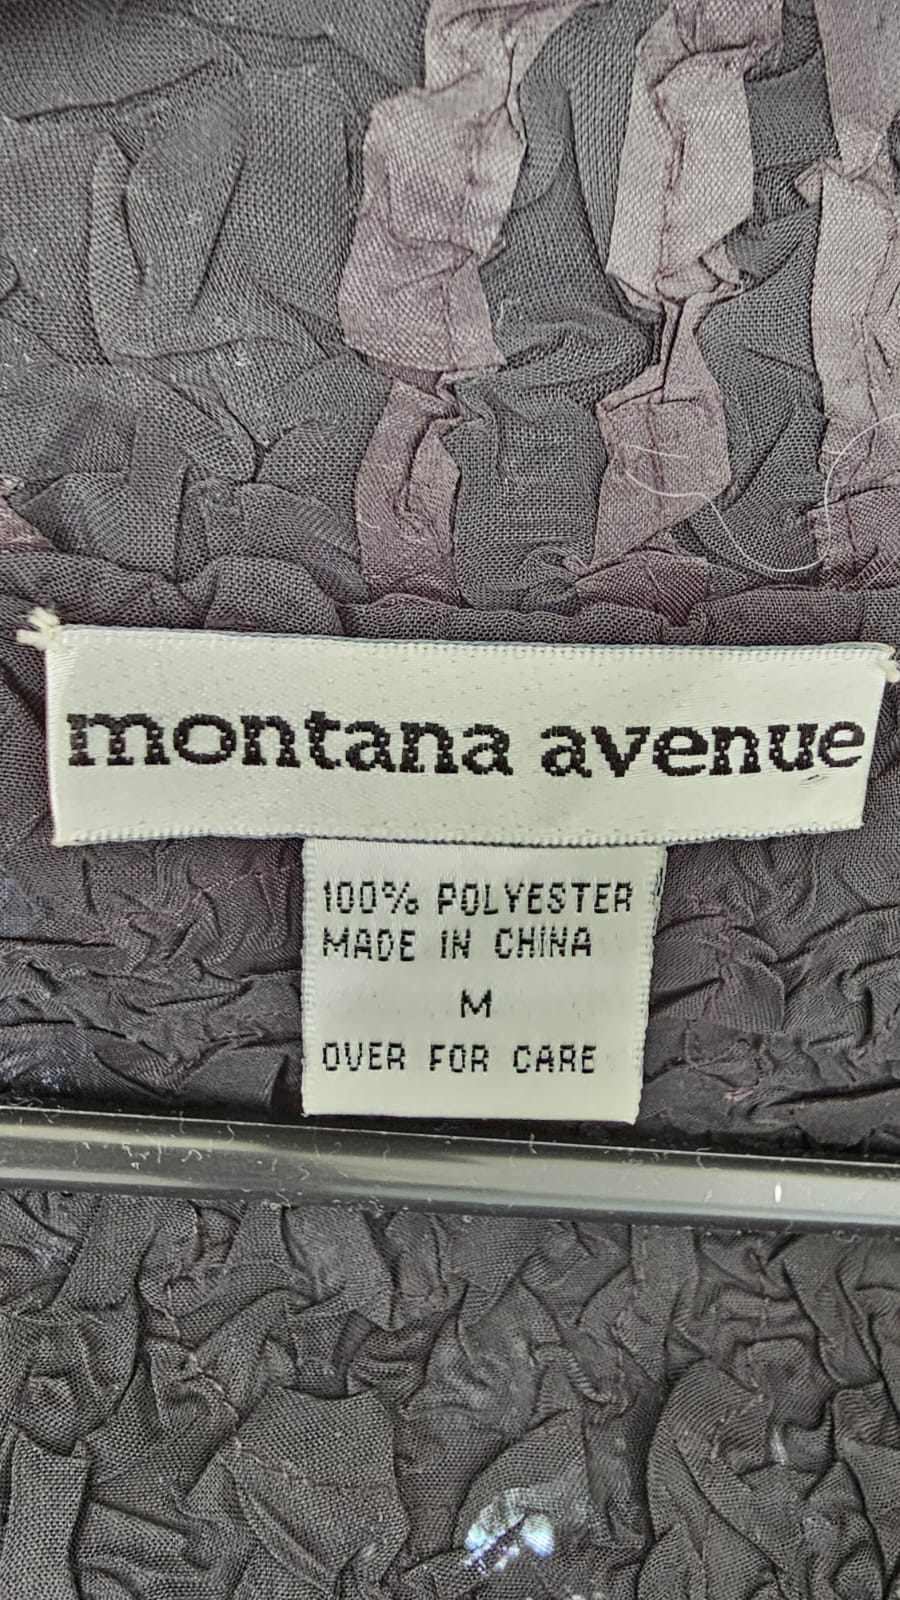 montana avenue
100% POLYESTER
MADE IN CHINA
M
OVER FOR CARE